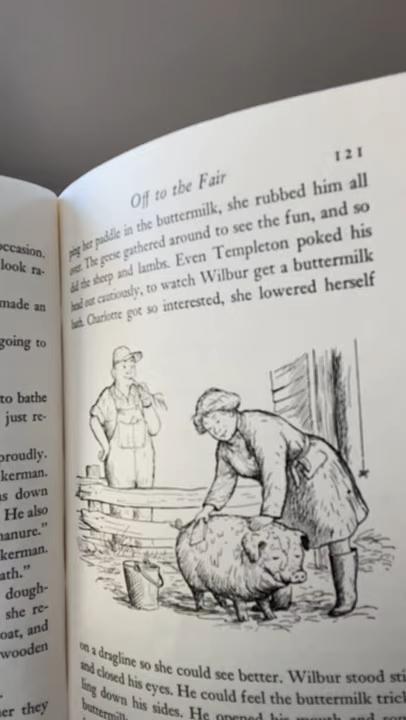 occasion.
look ra-
made an
going to
to bathe
just re-
proudly.
kerman.
down
He also
manure."
kerman.
ath."
dough-
she re-
oat, and
wooden
er they
121
Off to the Fair
ping her paddle in the buttermilk, she rubbed him all
over. The geese gathered around to see the fun, and so
did the sheep and lambs. Even Templeton poked his
head out cautiously, to watch Wilbur get a buttermilk
bath. Charlotte got so interested, she lowered herself
on a dragline so she could see better. Wilbur stood sti
and closed his eyes. He could feel the buttermilk tric
ling down his sides. He opened his
buttermilk